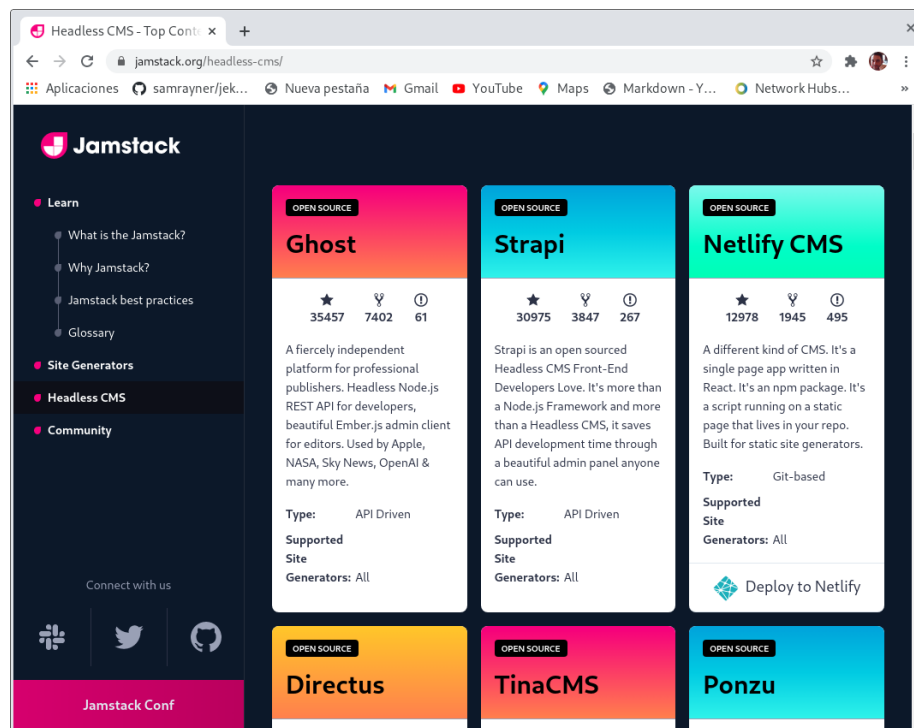 Headless CMS - Top Conte
jamstack.org/headless-cms/
Aplicaciones samrayner/jek... Nueva pestaña Gmail YouTube Maps Markdown - Y... Network Hubs... »
Jamstack
Learn
What is the Jamstack?
Why Jamstack?
Jamstack best practices
Glossary
Site Generators
Headless CMS
Community
Connect with us
Jamstack Conf
OPEN SOURCE
Ghost
35457 7402 61
A fiercely independent
platform for professional
publishers. Headless Node.js
REST API for developers,
beautiful Ember.js admin client
for editors. Used by Apple,
NASA, Sky News, OpenAI &
many more.
Type: API Driven
Supported
Site
Generators: All
OPEN SOURCE
Strapi
30975 3847 267
Strapi is an open sourced
Headless CMS Front-End
Developers Love. It's more than
a Node.js Framework and more
than a Headless CMS, it saves
API development time through
a beautiful admin panel anyone
can use.
Type: API Driven
Supported
Site
Generators: All
OPEN SOURCE
Netlify CMS
12978 1945 495
A different kind of CMS. It's a
single page app written in
React. It's an npm package. It's
a script running on a static
page that lives in your repo.
Built for static site generators.
Type: Git-based
Supported
Site
Generators: All
Deploy to Netlify
OPEN SOURCE
Directus
OPEN SOURCE
TinaCMS
OPEN SOURCE
Ponzu